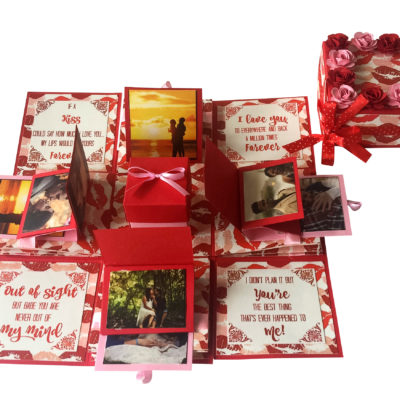 IF A
Kiss
COULD SAY HOW MUCH I LOVE YOU,
MY LIPS WOULD YOURS
Forever
I love you
TO EVERYWHERE AND BACK
A MILLION TIMES
Forever
Out of sight
BUT BABE YOU ARE
NEVER OUT OF
My mind
I DIDN'T PLAN IT BUT
You're
THE BEST THING
THAT'S EVER HAPPENED TO
me!